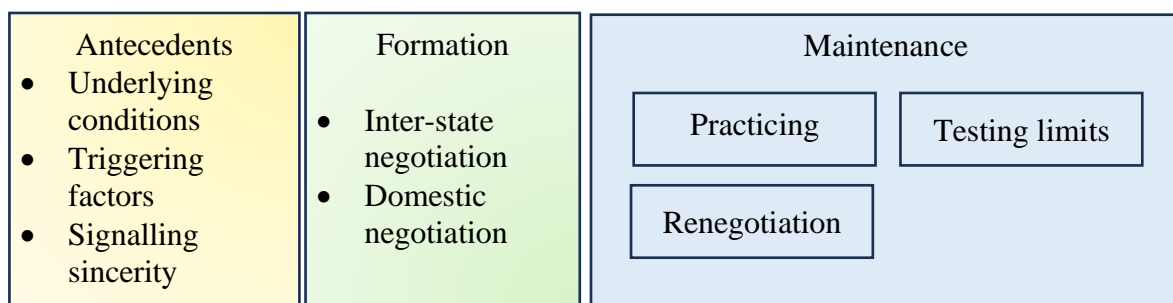 Antecedents
• Underlying
conditions
• Triggering
factors
• Signalling
sincerity
Formation
• Inter-state
negotiation
• Domestic
negotiation
Maintenance
Practicing
Testing limits
Renegotiation